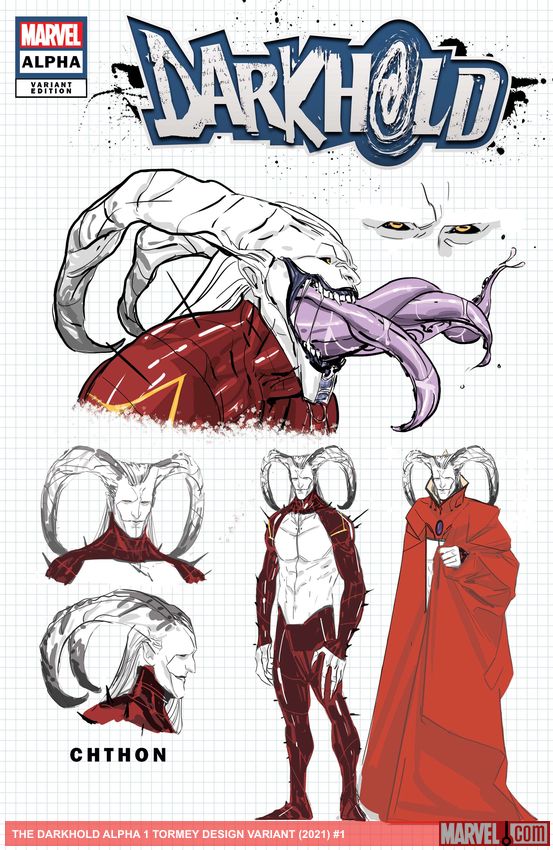 MARVEL
ALPHA
VARIANT
EDITION
DARKHOLD
CHTHON
THE DARKHOLD ALPHA 1 TORMEY DESIGN VARIANT (2021) #1
MARVEL.com